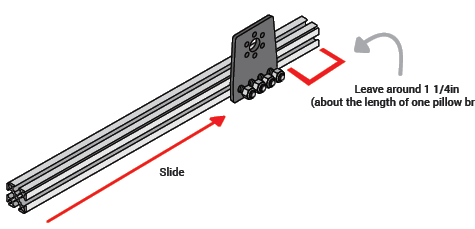 Leave around 1 1/4in
(about the length of one pillow
Slide